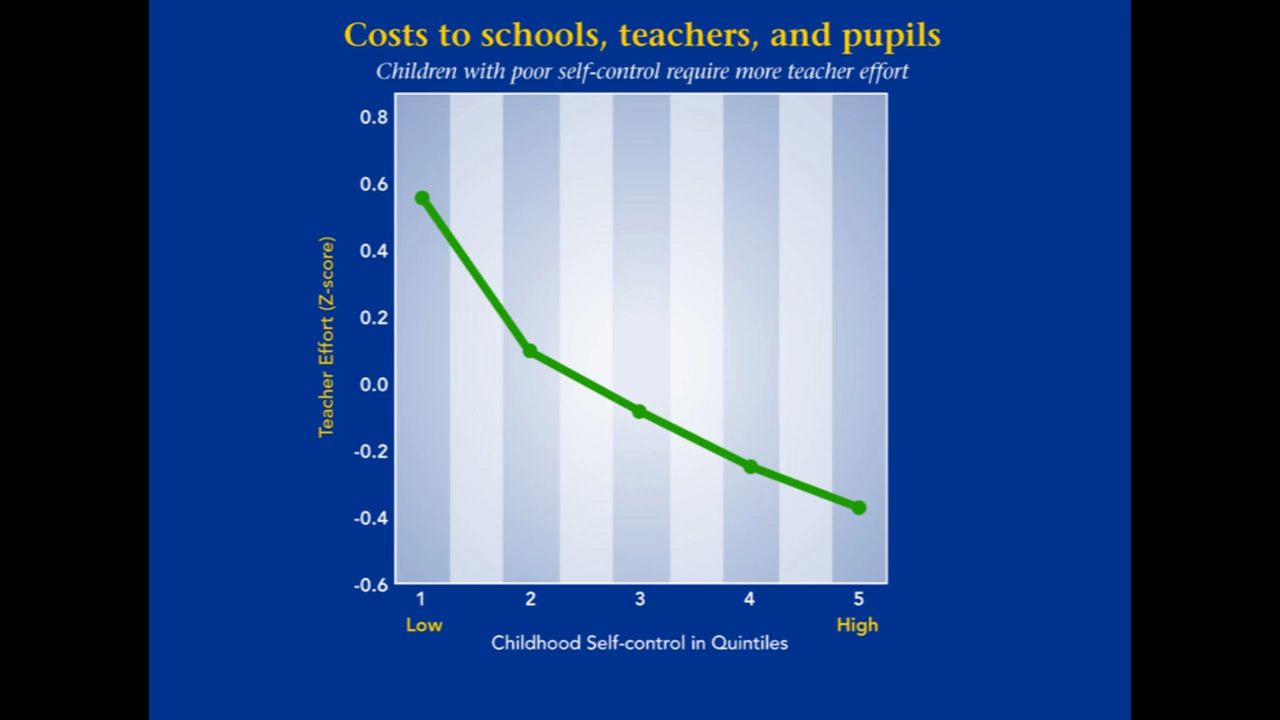 Costs to schools, teachers, and pupils
Children with poor self-control require more teacher effort
Teacher Effort (Z-score)
0.8
0.6
0.4
0.2
0.0
-0.2
-0.4
-0.6
1 2 3 4 5
Low High
Childhood Self-control in Quintiles